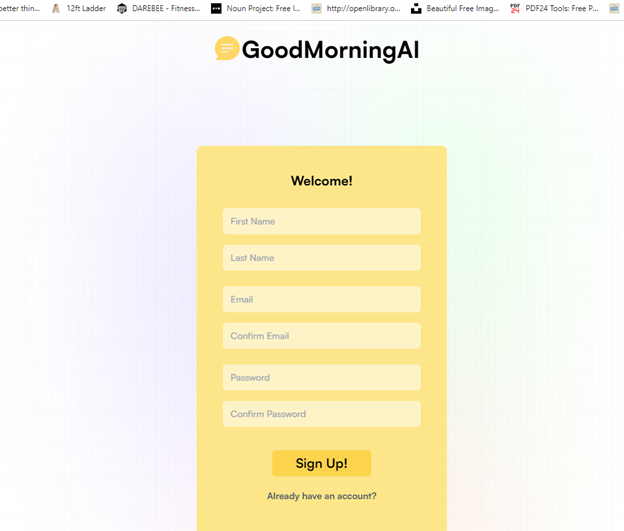 better thin... 12ft Ladder DAREBEE - Fitness... Noun Project: Free I... http://openlibrary.o... Beautiful Free Imag... PDF24 Tools: Free P...
GoodMorningAI
Welcome!
First Name
Last Name
Email
Confirm Email
Password
Confirm Password
Sign Up!
Already have an account?